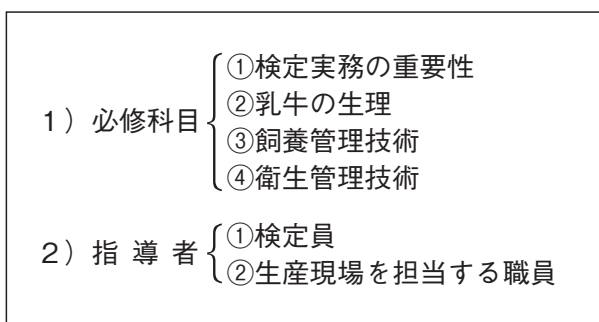 1）必修科目
①検定実務の重要性
②乳牛の生理
③飼養管理技術
④衛生管理技術
2）指導者
①検定員
②生産現場を担当する職員